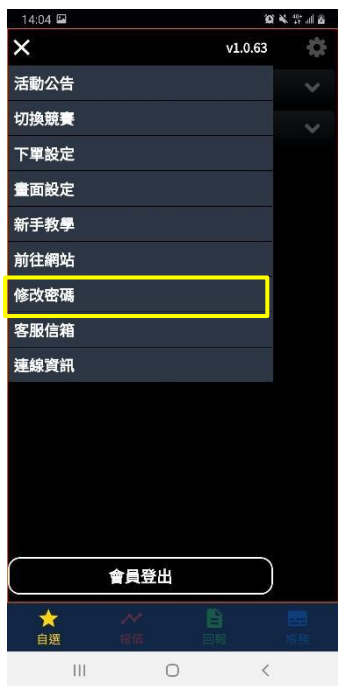 14:04
v1.0.63
活動公告
切換競賽
下單設定
畫面設定
新手教學
前往網站
修改密碼
客服信箱
連線資訊
會員登出
自選 報價 回報 帳務